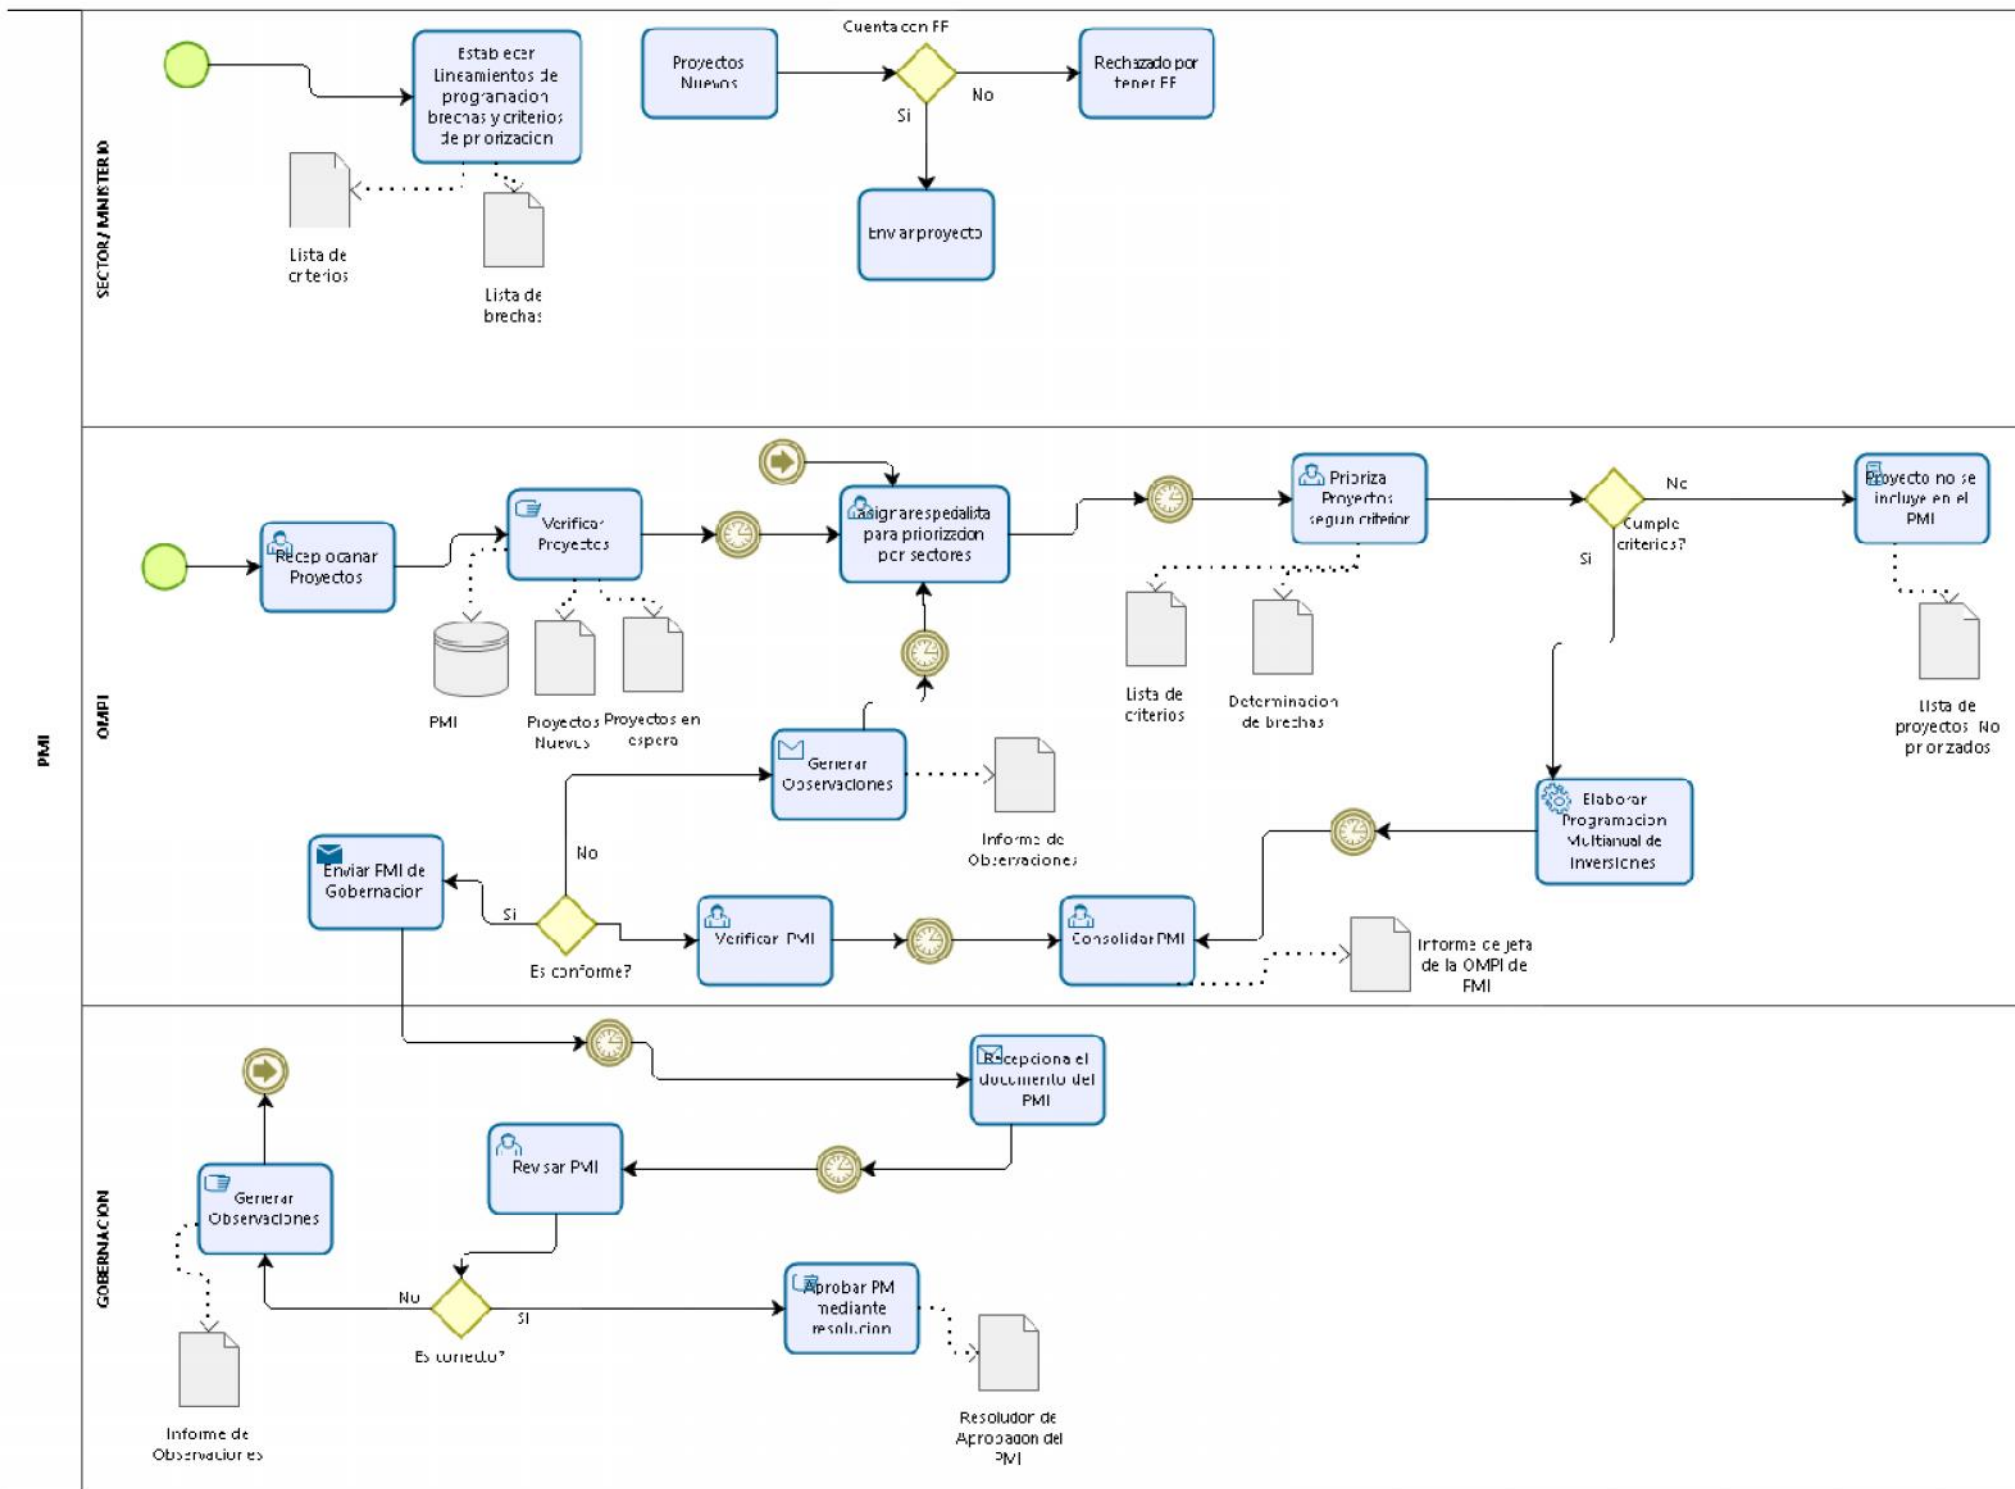 PMI
SECTOR/MINISTERIO
Establecer
Lineamientos de
programacion
brechas y criterios
de priorizacion
Lista de
criterios
Lista de
brechas
Proyectos
Nuevos
Cuenta con FF
No
Si
Rechazado por
tener FF
Enviar proyecto
OMPI
Proyectos
Verificar
Proyectos
PMI
Proyectos
Nuevos
Proyectos en
espera
asignar especialista
para priorizacion
por sectores
Prioriza
Proyectos
segun criterior
Lista de
criterios
Determinacion
de brechas
Cumple
criterios?
No
Si
Proyecto no se
incluye en el
PMI
Lista de
proyectos No
priorizados
Generar
Observaciones
Informe de
Observaciones
Elaborar
Programacion
Multianual de
Inversiones
Enviar PMI de
Gobernacion
No
Si
Es conforme?
Verificar PMI
Consolidar PMI
Informe de jefa
de la OMPI de
PMI
GOBERNACION
Recepciona el
documento del
PMI
Revisar PMI
Generar
Observaciones
No
Si
Es correcto?
Aprobar PM
mediante
resolucion
Informe de
Observaciones
de
Aprobacion del
PMI